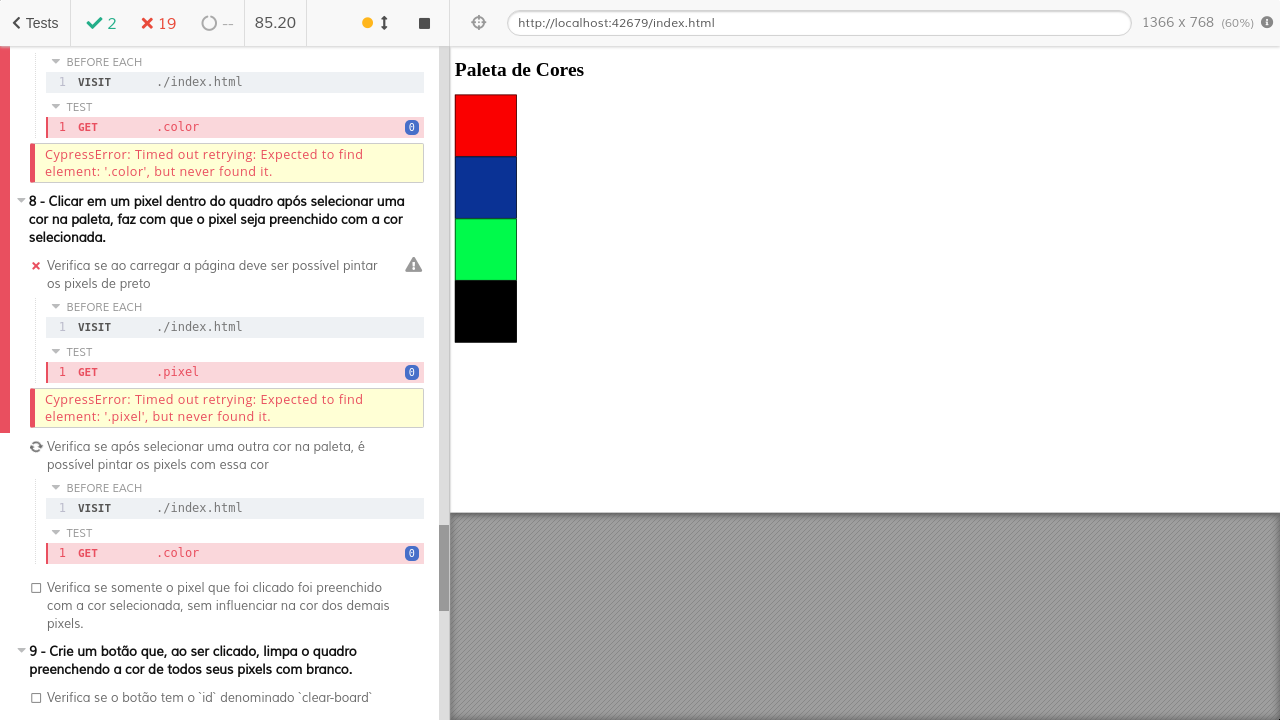 Tests 2 19 -- 85.20 http://localhost:42679/index.html 1366 x 768 (60%)
BEFORE EACH
1 VISIT ./index.html
TEST
1 GET .color 0
CypressError: Timed out retrying: Expected to find
element: '.color', but never found it.
8 - Clicar em um pixel dentro do quadro após selecionar uma
cor na paleta, faz com que o pixel seja preenchido com a cor
selecionada.
Verifica se ao carregar a página deve ser possível pintar
os pixels de preto
BEFORE EACH
1 VISIT ./index.html
TEST
1 GET .pixel 0
CypressError: Timed out retrying: Expected to find
element: '.pixel', but never found it.
Verifica se após selecionar uma outra cor na paleta, é
possível pintar os pixels com essa cor
BEFORE EACH
1 VISIT ./index.html
TEST
1 GET .color 0
Verifica se somente o pixel que foi clicado foi preenchido
com a cor selecionada, sem influenciar na cor dos demais
pixels.
9 - Crie um botão que, ao ser clicado, limpa o quadro
preenchendo a cor de todos seus pixels com branco.
Verifica se o botão tem o `id` denominado `clear-board`
Paleta de Cores